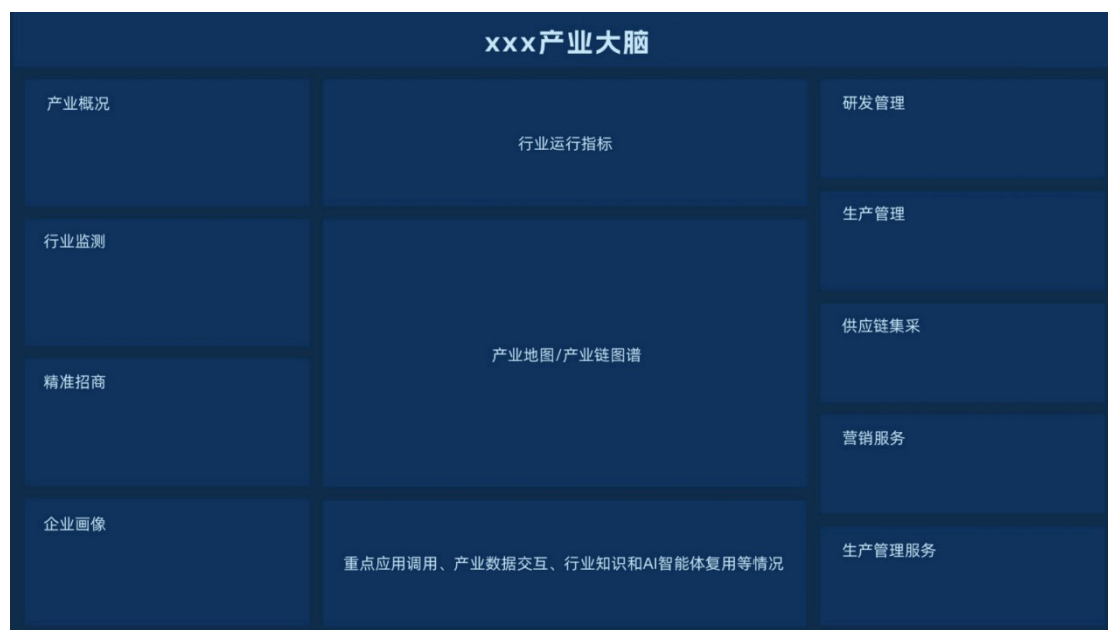 xxx产业大脑
产业概况
行业监测
精准招商
企业画像
行业运行指标
产业地图/产业链图谱
重点应用调用、产业数据交互、行业知识和AI智能体复用等情况
研发管理
生产管理
供应链集采
营销服务
生产管理服务